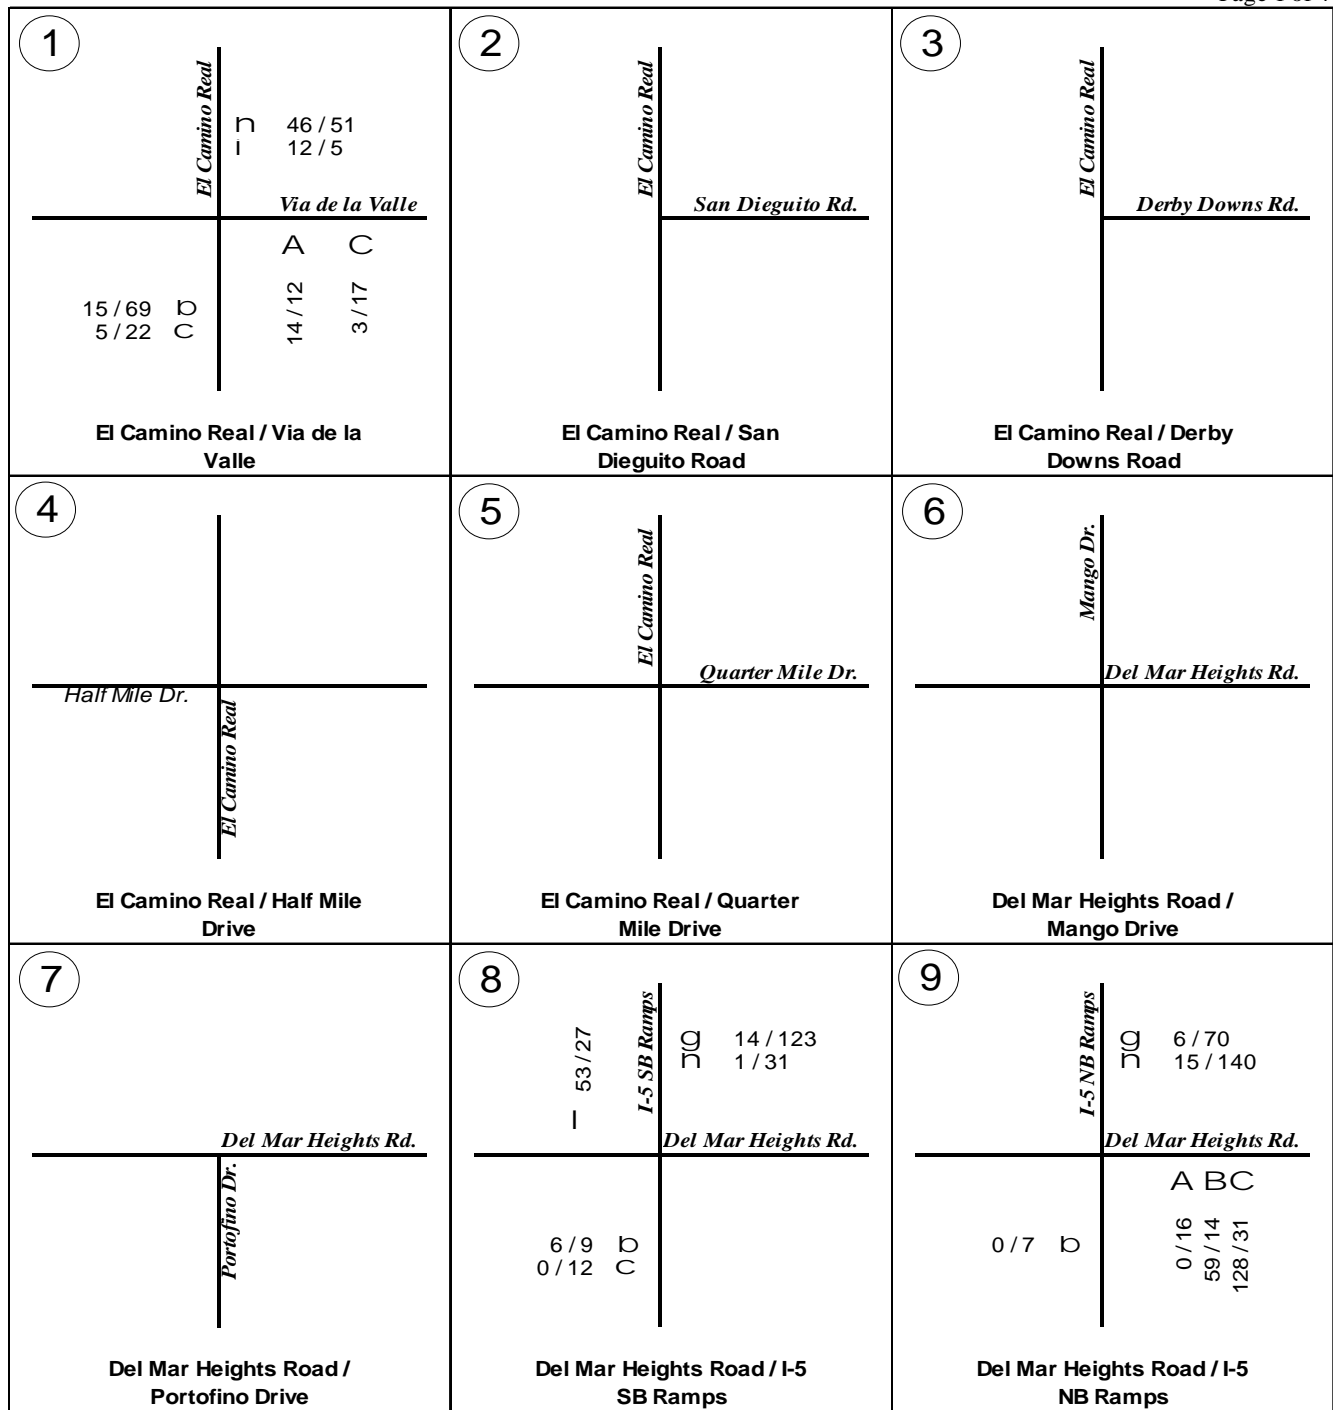 1
El Camino Real
n 46 / 51
i 12 / 5
Via de la Valle
A C
14 / 12
3 / 17
15 / 69 b
5 / 22 c
El Camino Real / Via de la
Valle
2
El Camino Real
San Dieguito Rd.
El Camino Real / San
Dieguito Road
3
El Camino Real
Derby Downs Rd.
El Camino Real / Derby
Downs Road
4
Half Mile Dr.
El Camino Real
El Camino Real / Half Mile
Drive
5
El Camino Real
Quarter Mile Dr.
El Camino Real / Quarter
Mile Drive
6
Mango Dr.
Del Mar Heights Rd.
Del Mar Heights Road /
Mango Drive
7
Del Mar Heights Rd.
Portofino Dr.
Del Mar Heights Road /
Portofino Drive
8
53 / 27
l
I-5 SB Ramps
g 14 / 123
n 1 / 31
Del Mar Heights Rd.
6 / 9 b
0 / 12 c
Del Mar Heights Road / I-5
SB Ramps
9
I-5 NB Ramps
g 6 / 70
n 15 / 140
Del Mar Heights Rd.
A B C
0 / 16
59 / 14
128 / 31
0 / 7 b
Del Mar Heights Road / I-5
NB Ramps